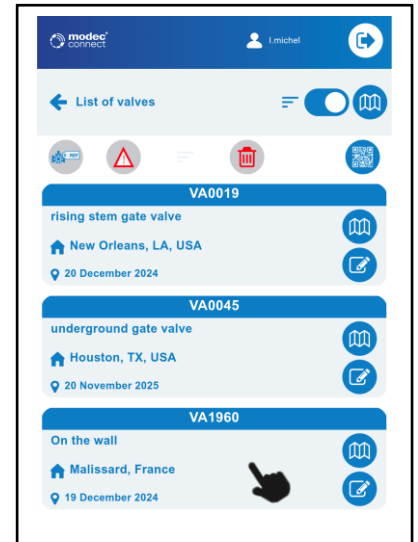 modec
connect
l.michel
List of valves
VA0019
rising stem gate valve
New Orleans, LA, USA
20 December 2024
VA0045
underground gate valve
Houston, TX, USA
20 November 2025
VA1960
On the wall
Malissard, France
19 December 2024